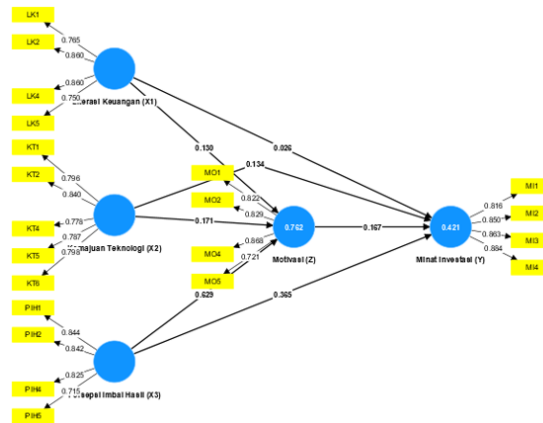 LK1
0.765
LK2
0.860
LK4
0.860
LK5
0.750
Literasi Keuangan (X1)
KT1
0.796
KT2
0.840
KT4
0.778
KT5
0.787
KT6
0.798
Kemajuan Teknologi (X2)
PIH1
0.844
PIH2
0.842
PIH4
0.825
PIH5
0.715
Persepsi Imbal Hasil (X3)
0.130
0.026
0.134
0.171
0.629
0.365
0.167
MO1
0.822
MO2
0.829
MO4
0.868
MO5
0.721
0.762
Motivasi (Z)
0.421
Minat Investasi (Y)
MI1
0.816
MI2
0.850
MI3
0.863
MI4
0.884